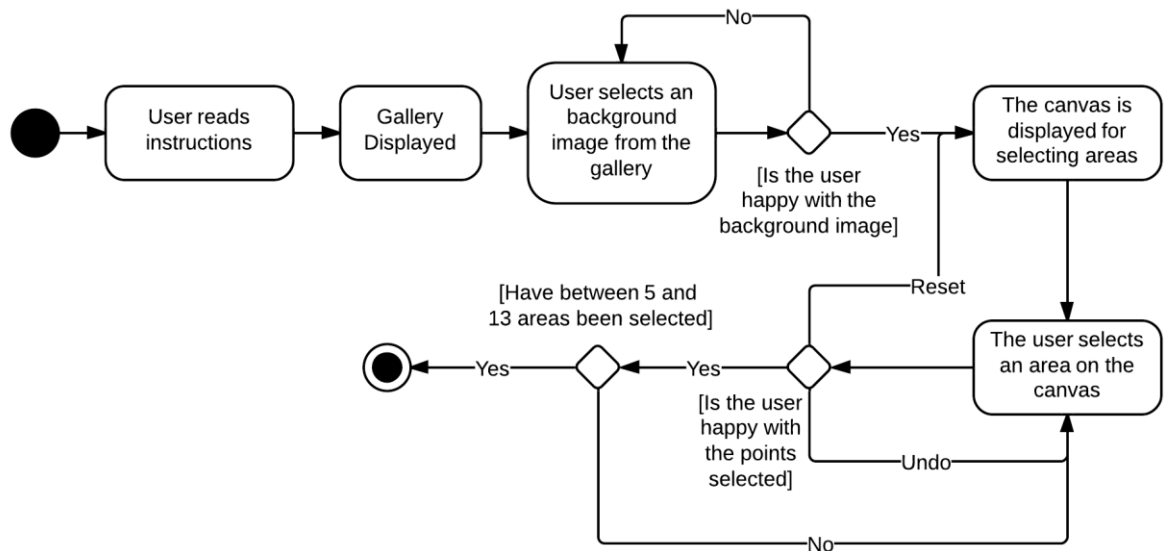 No
User reads
instructions
Gallery
Displayed
User selects an
background
image from the
gallery
Yes
The canvas is
displayed for
selecting areas
[Is the user
happy with the
background image]
Reset
[Have between 5 and
13 areas been selected]
Yes
Yes
The user selects
an area on the
canvas
[Is the user
happy with
the points
selected]
Undo
No